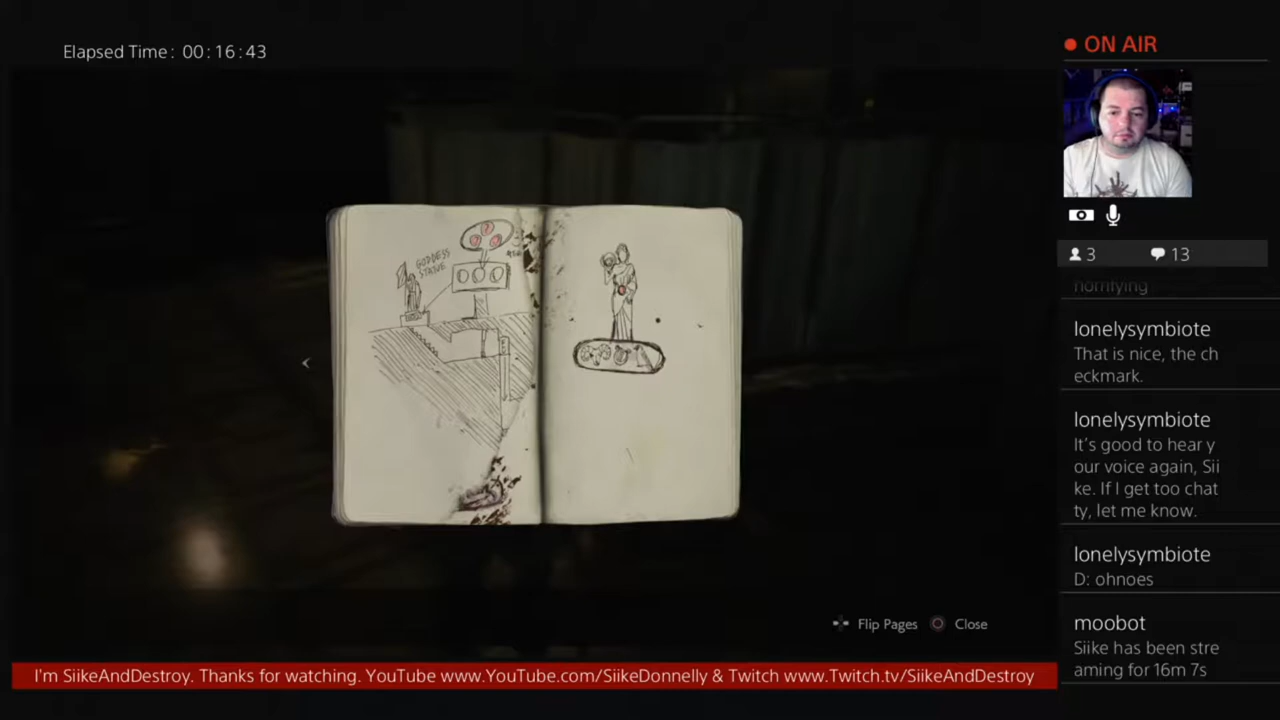 Elapsed Time: 00:16:43
ON AIR
3
13
horrifying
lonelysymbiote
That is nice, the ch
eckmark.
lonelysymbiote
It's good to hear y
our voice again, Sii
ke. If I get too chat
ty, let me know.
lonelysymbiote
D: ohnoes
moobot
Siike has been stre
aming for 16m 7s
GODDESS
STATUE
Flip Pages
Close
I'm SiikeAndDestroy. Thanks for watching. YouTube www.YouTube.com/SiikeDonnelly & Twitch www.Twitch.tv/SiikeAndDestroy